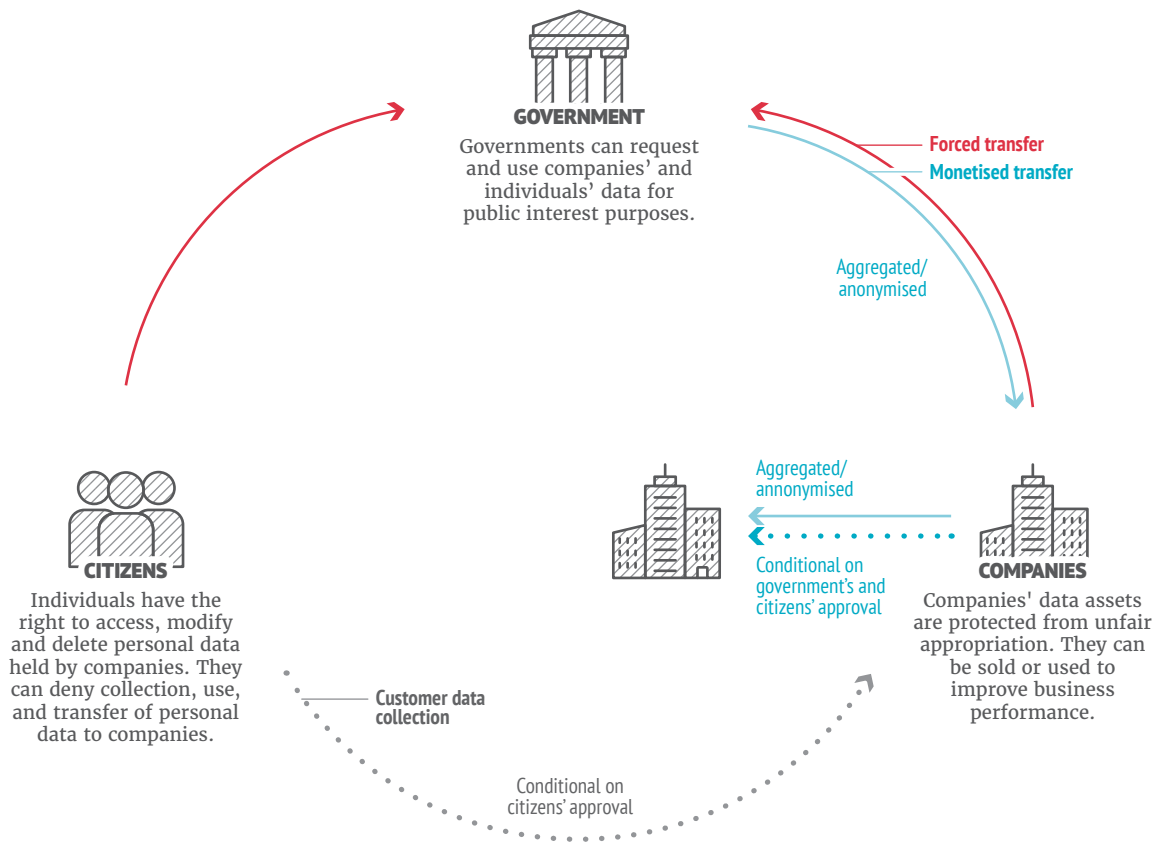 GOVERNMENT
Governments can request
and use companies’ and
individuals’ data for
public interest purposes.
Forced transfer
Monetised transfer
Aggregated/
anonymised
Aggregated/
annonymised
Conditional on
government’s and
citizens’ approval
CITIZENS
Individuals have the
right to access, modify
and delete personal data
held by companies. They
can deny collection, use,
and transfer of personal
data to companies.
COMPANIES
Companies' data assets
are protected from unfair
appropriation. They can
be sold or used to
improve business
performance.
Customer data
collection
Conditional on
citizens’ approval